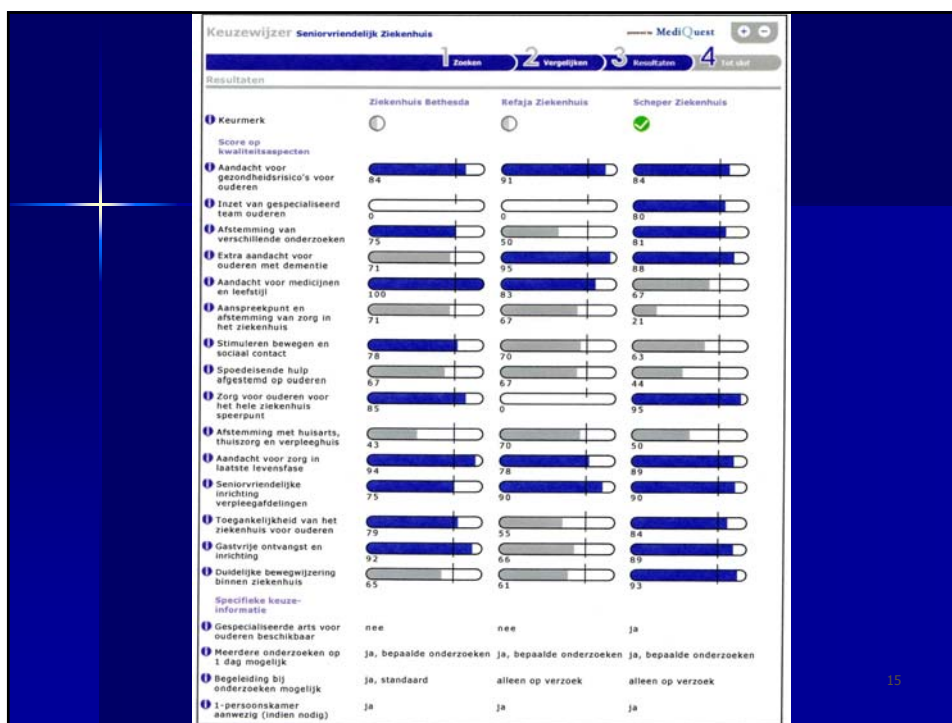 Keuzewijzer Seniorvriendelijk Ziekenhuis
MediQuest
+ −
1 Zoeken 2 Vergelijken 3 Resultaten 4 Tot slot
Resultaten
Ziekenhuis Bethesda Refaja Ziekenhuis Scheper Ziekenhuis
Keurmerk
Score op
kwaliteitsaspecten
Aandacht voor
gezondheidsrisico's voor
ouderen
84 91 84
Inzet van gespecialiseerd
team ouderen
0 0 80
Afstemming van
verschillende onderzoeken
75 50 81
Extra aandacht voor
ouderen met dementie
71 95 88
Aandacht voor medicijnen
en leefstijl
100 83 67
Aanspreekpunt en
afstemming van zorg in
het ziekenhuis
71 67 21
Stimuleren bewegen en
sociaal contact
78 70 63
Spoedeisende hulp
afgestemd op ouderen
67 67 44
Zorg voor ouderen voor
het hele ziekenhuis
speerpunt
85 0 95
Afstemming met huisarts,
thuiszorg en verpleeghuis
43 70 50
Aandacht voor zorg in
laatste levensfase
94 78 89
Seniorvriendelijke
inrichting
verpleegafdelingen
75 90 90
Toegankelijkheid van het
ziekenhuis voor ouderen
79 55 84
Gastvrije ontvangst en
inrichting
92 66 89
Duidelijke bewegwijzering
binnen ziekenhuis
65 61 93
Specifieke keuze-
informatie
Gespecialiseerde arts voor
ouderen beschikbaar
nee nee ja
Meerdere onderzoeken op
1 dag mogelijk
ja, bepaalde onderzoeken ja, bepaalde onderzoeken ja, bepaalde onderzoeken
Begeleiding bij
onderzoeken mogelijk
ja, standaard alleen op verzoek alleen op verzoek
1-persoonskamer
aanwezig (indien nodig)
ja ja ja
15